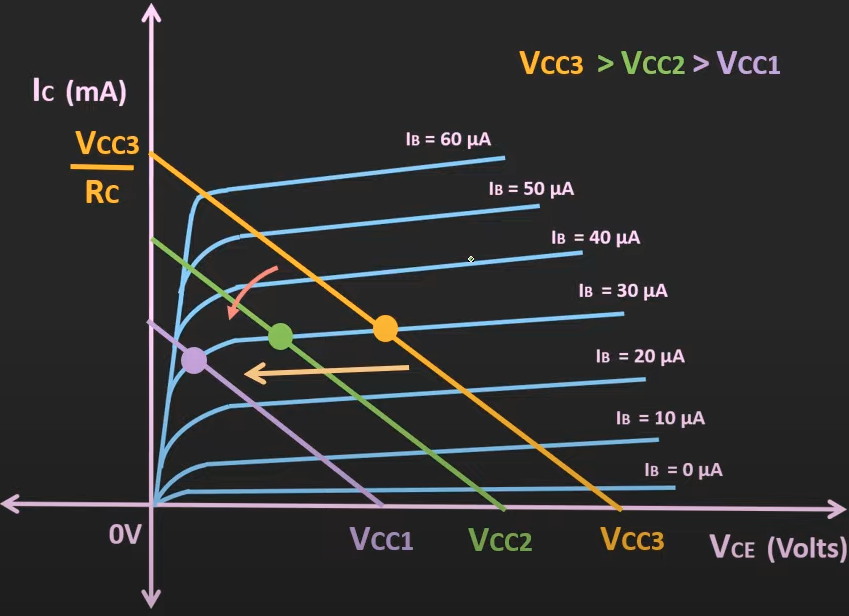 VCC3 > VCC2 > VCC1
IC (mA)
VCC3
RC
IB = 60 µA
IB = 50 µA
IB = 40 µA
IB = 30 µA
IB = 20 µA
IB = 10 µA
IB = 0 µA
0V
VCC1
VCC2
VCC3
VCE (Volts)